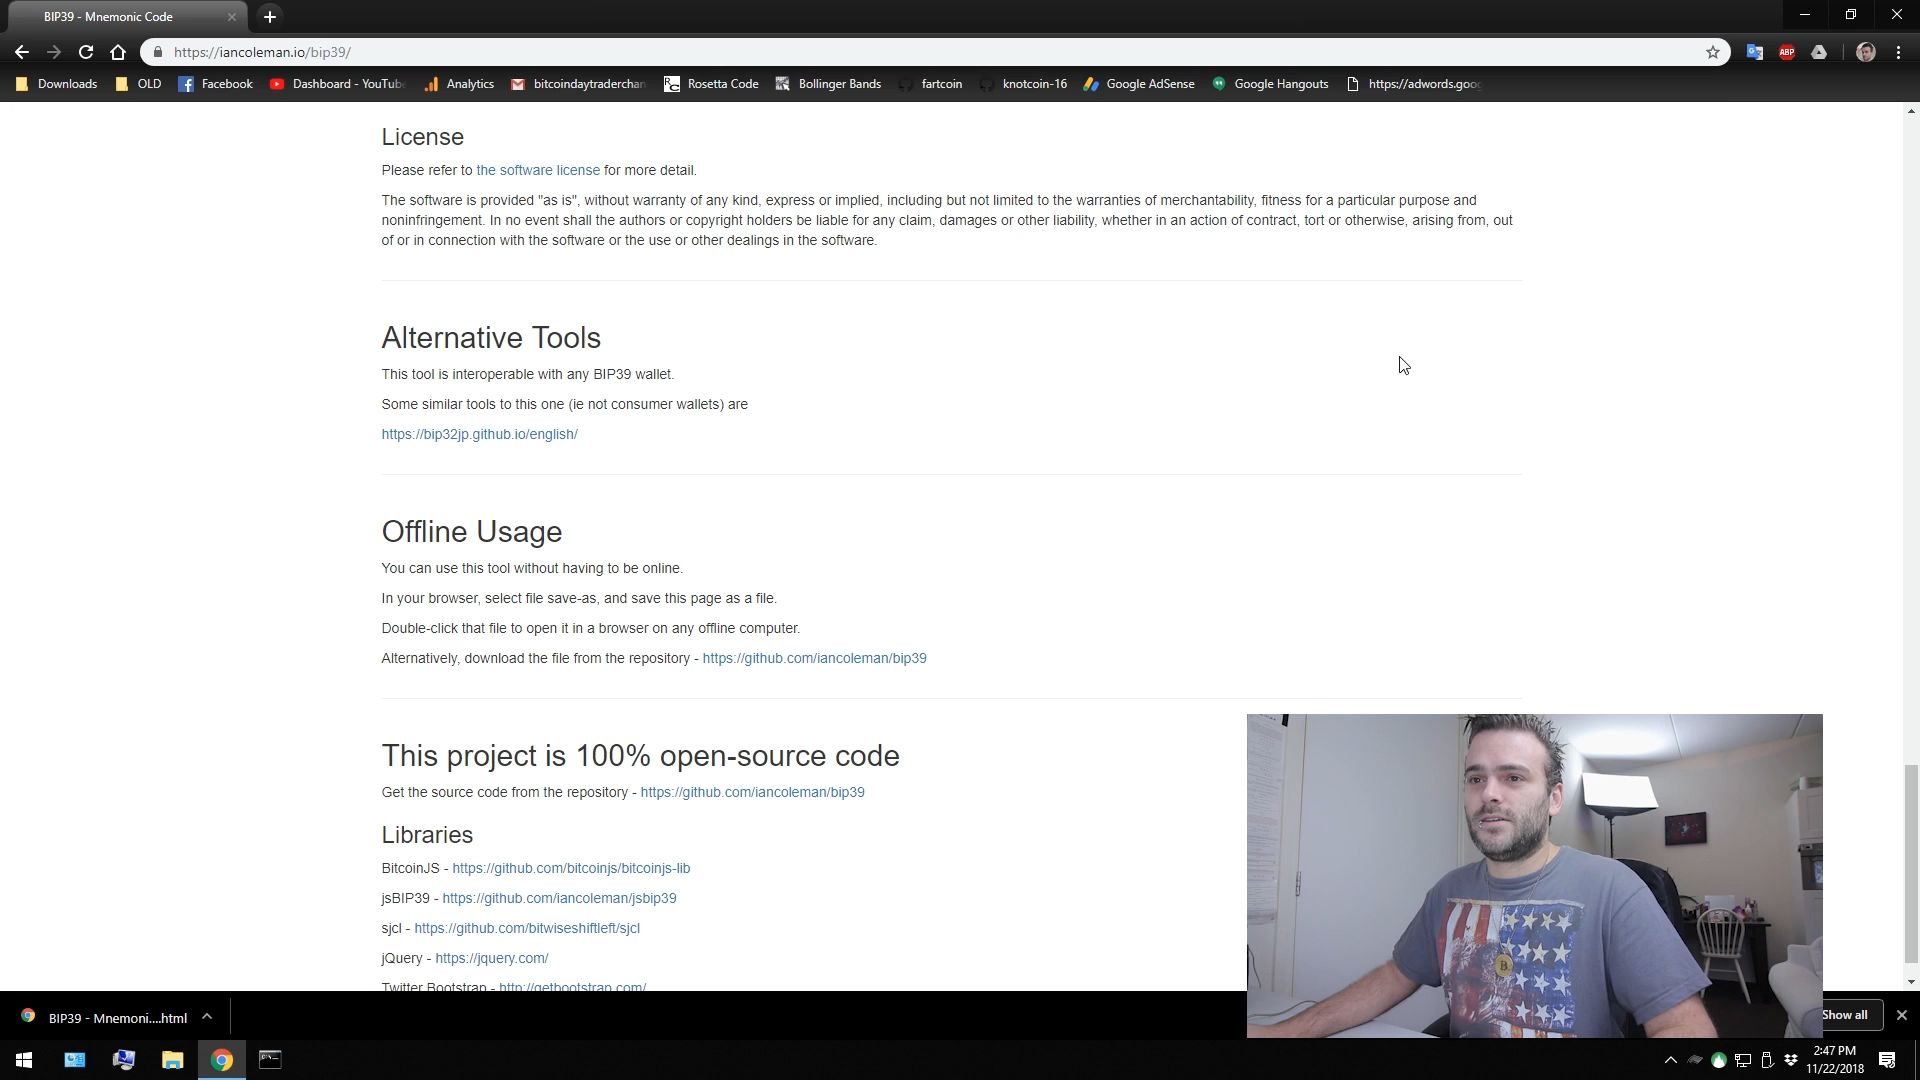 BIP39 - Mnemonic Code
https://iancoleman.io/bip39/
ABP
Downloads OLD Facebook Dashboard - YouTube Analytics bitcoindaytraderchan Rosetta Code Bollinger Bands fartcoin knotcoin-16 Google AdSense Google Hangouts https://adwords.goog
License
Please refer to the software license for more detail.
The software is provided "as is", without warranty of any kind, express or implied, including but not limited to the warranties of merchantability, fitness for a particular purpose and
noninfringement. In no event shall the authors or copyright holders be liable for any claim, damages or other liability, whether in an action of contract, tort or otherwise, arising from, out
of or in connection with the software or the use or other dealings in the software.
Alternative Tools
This tool is interoperable with any BIP39 wallet.
Some similar tools to this one (ie not consumer wallets) are
https://bip32jp.github.io/english/
Offline Usage
You can use this tool without having to be online.
In your browser, select file save-as, and save this page as a file.
Double-click that file to open it in a browser on any offline computer.
Alternatively, download the file from the repository - https://github.com/iancoleman/bip39
This project is 100% open-source code
Get the source code from the repository - https://github.com/iancoleman/bip39
Libraries
BitcoinJS - https://github.com/bitcoinjs/bitcoinjs-lib
jsBIP39 - https://github.com/iancoleman/jsbip39
sjcl - https://github.com/bitwiseshiftleft/sjcl
jQuery - https://jquery.com/
Twitter Bootstrap - http://getbootstrap.com/
BIP39 - Mnemoni....html
Show all
2:47 PM
11/22/2018